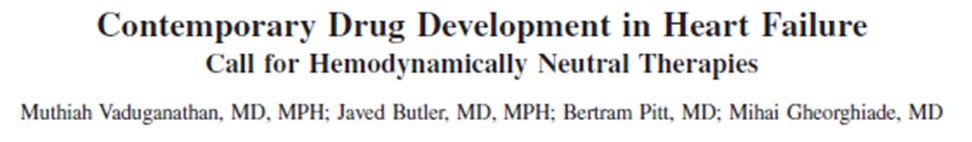 Contemporary Drug Development in Heart Failure
Call for Hemodynamically Neutral Therapies
Muthiah Vaduganathan, MD, MPH; Javed Butler, MD, MPH; Bertram Pitt, MD; Mihai Gheorghiade, MD